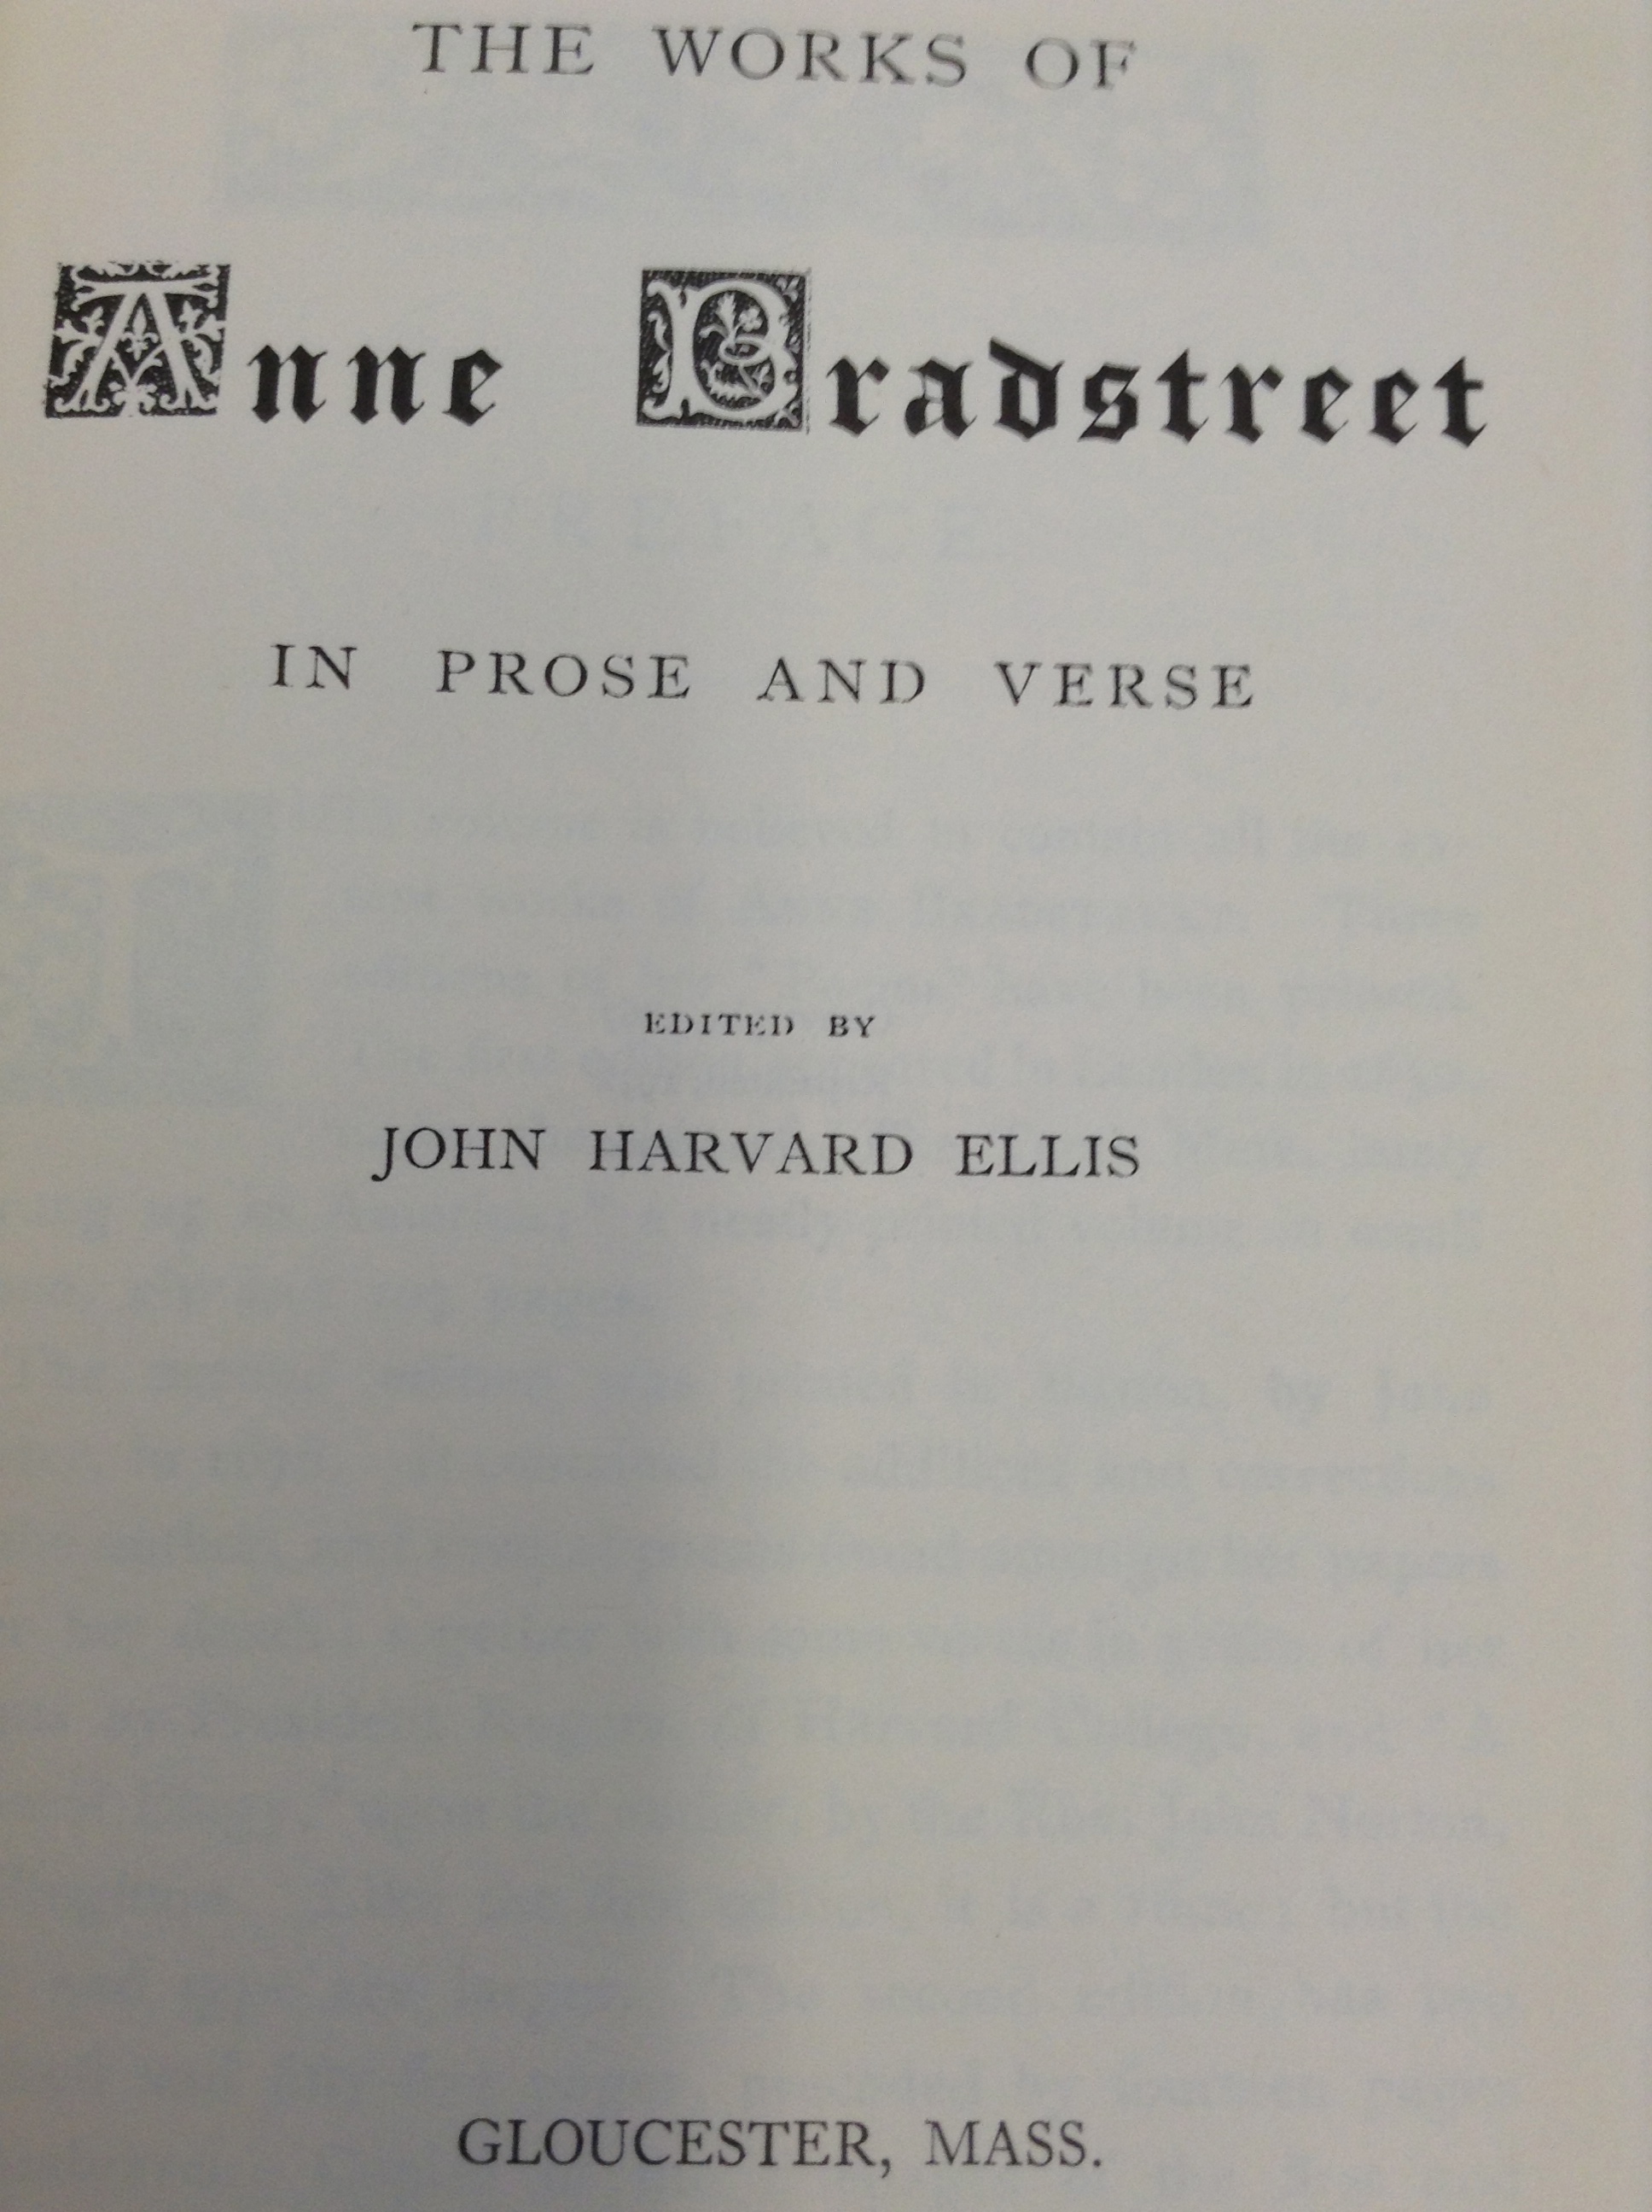 THE WORKS OF
Anne Bradstreet
IN PROSE AND VERSE
EDITED BY
JOHN HARVARD ELLIS
GLOUCESTER, MASS.